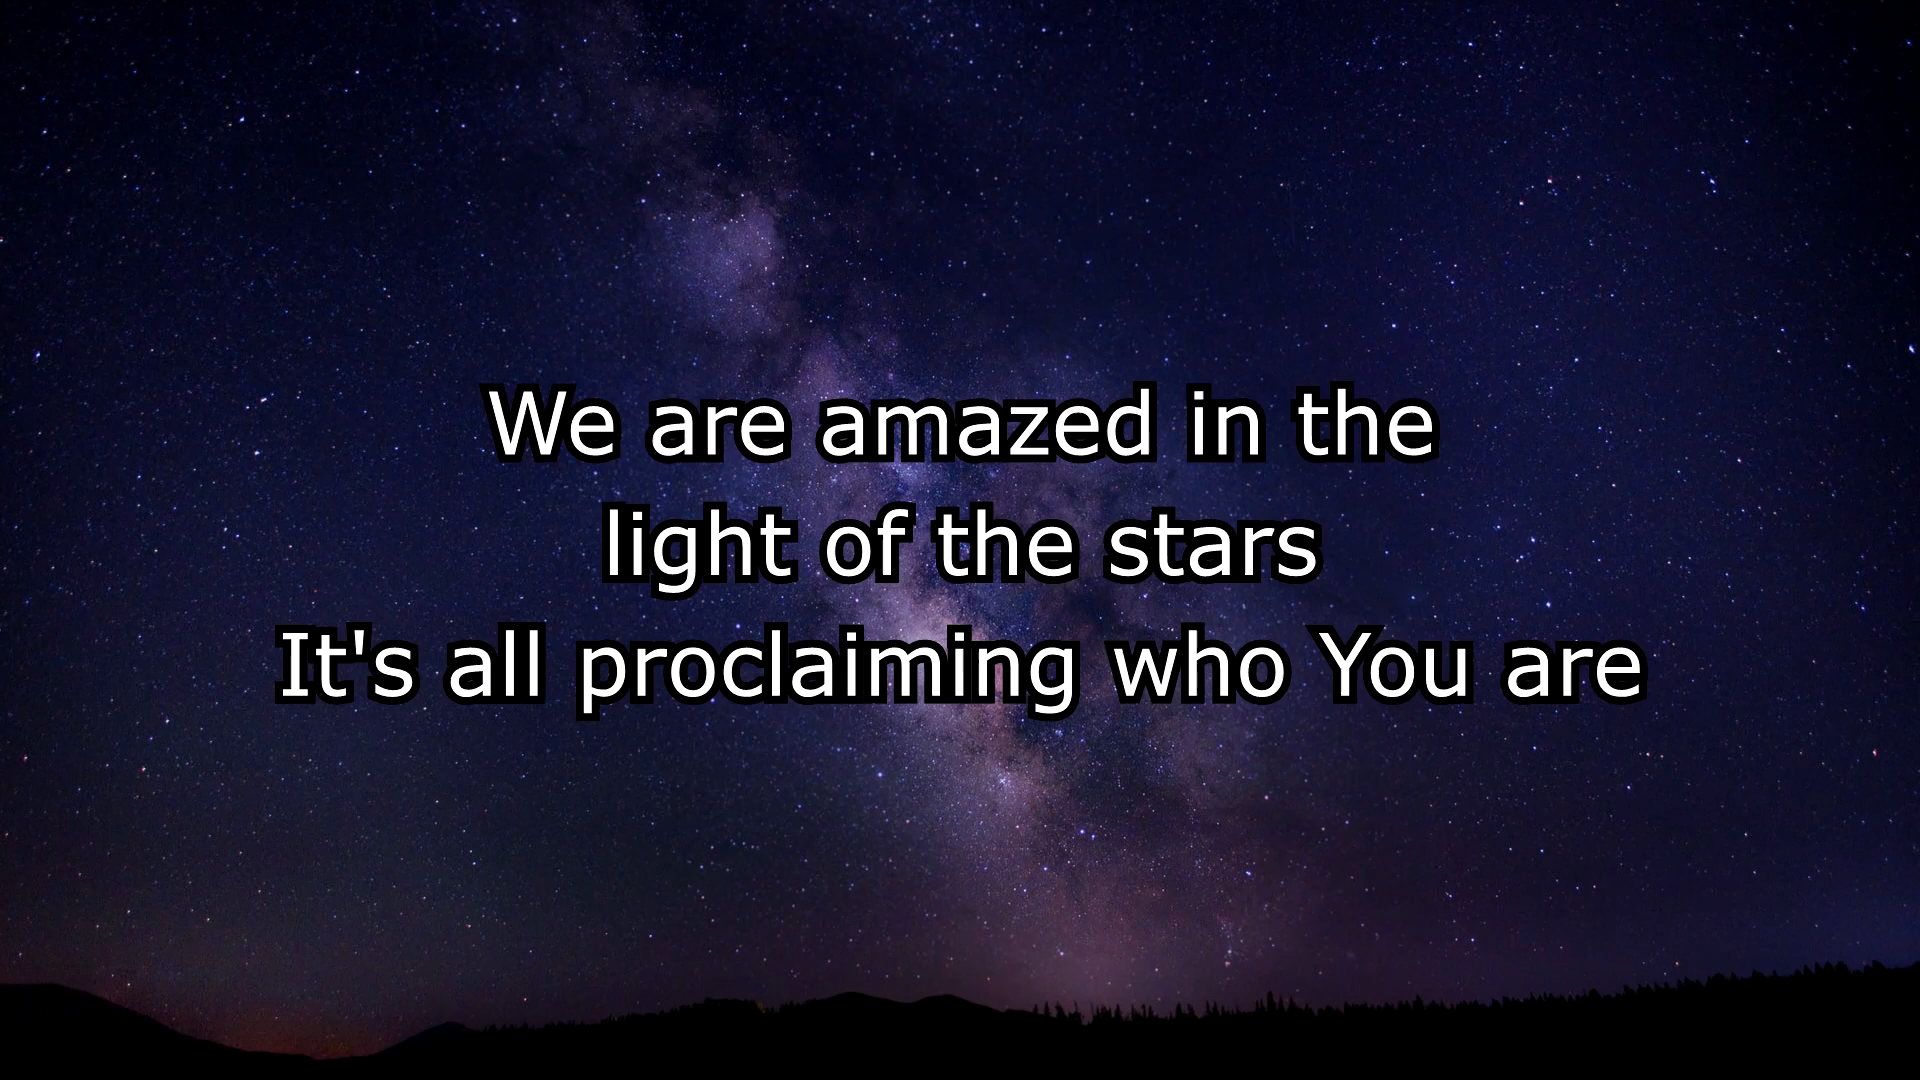 We are amazed in the
light of the stars
It's all proclaiming who You are